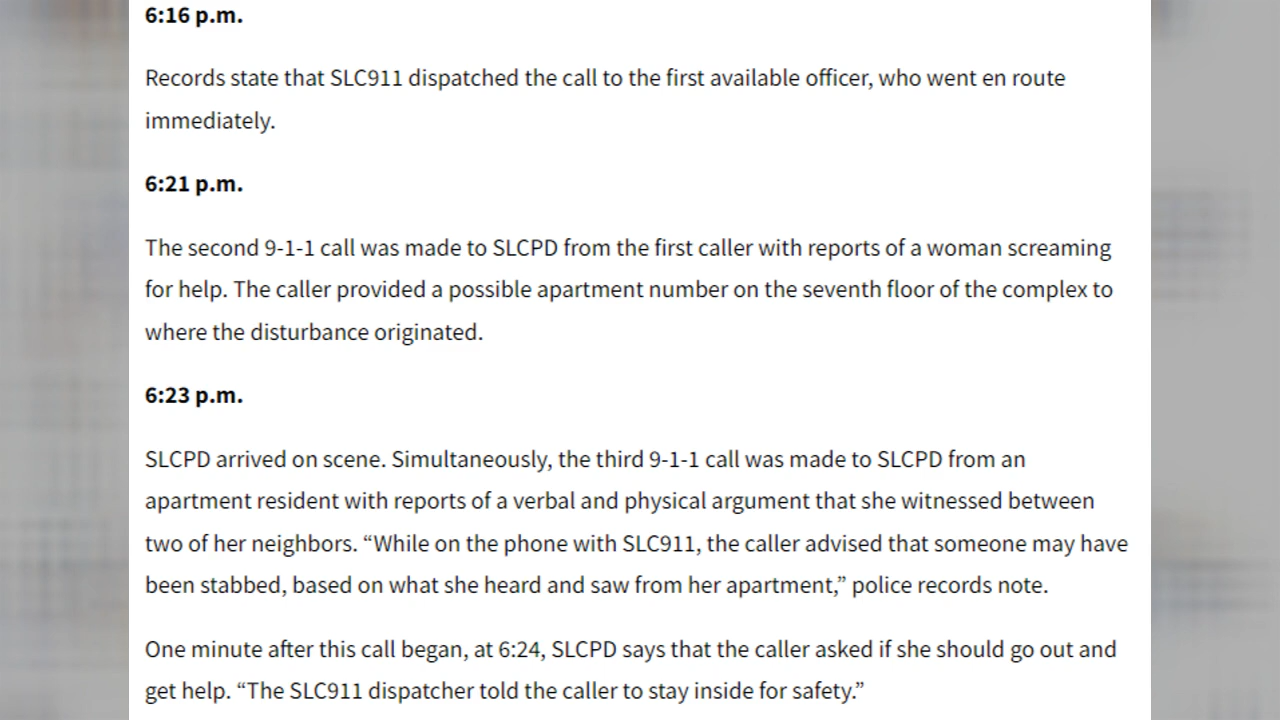 6:16 p.m.
Records state that SLC911 dispatched the call to the first available officer, who went en route
immediately.
6:21 p.m.
The second 9-1-1 call was made to SLCPD from the first caller with reports of a woman screaming
for help. The caller provided a possible apartment number on the seventh floor of the complex to
where the disturbance originated.
6:23 p.m.
SLCPD arrived on scene. Simultaneously, the third 9-1-1 call was made to SLCPD from an
apartment resident with reports of a verbal and physical argument that she witnessed between
two of her neighbors. “While on the phone with SLC911, the caller advised that someone may have
been stabbed, based on what she heard and saw from her apartment,” police records note.
One minute after this call began, at 6:24, SLCPD says that the caller asked if she should go out and
get help. “The SLC911 dispatcher told the caller to stay inside for safety.”